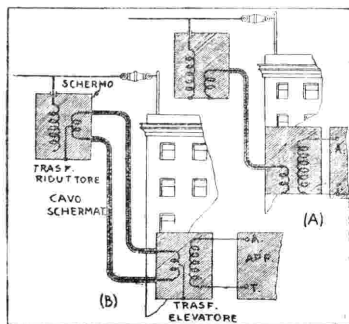 SCHERMO
TRASF.
RIDUTTORE
CAVO
SCHERMAT.
(B)
(A)
A.
APP.
T.
TRASF.
ELEVATORE